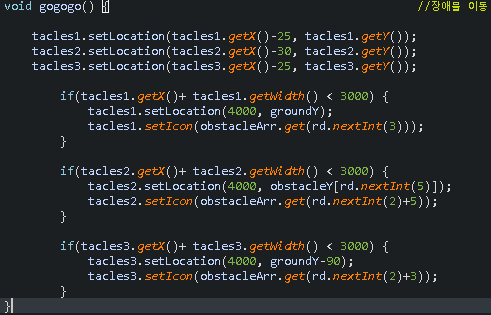 void gogogo() { //장애물 이동
tacles1.setLocation(tacles1.getX()-25, tacles1.getY());
tacles2.setLocation(tacles2.getX()-30, tacles2.getY());
tacles3.setLocation(tacles3.getX()-25, tacles3.getY());
if(tacles1.getX()+ tacles1.getWidth() < 3000) {
tacles1.setLocation(4000, groundY);
tacles1.setIcon(obstacleArr.get(rd.nextInt(3)));
}
if(tacles2.getX()+ tacles2.getWidth() < 3000) {
tacles2.setLocation(4000, obstacleY[rd.nextInt(5)]);
tacles2.setIcon(obstacleArr.get(rd.nextInt(2)+5));
}
if(tacles3.getX()+ tacles3.getWidth() < 3000) {
tacles3.setLocation(4000, groundY-90);
tacles3.setIcon(obstacleArr.get(rd.nextInt(2)+3));
}
}